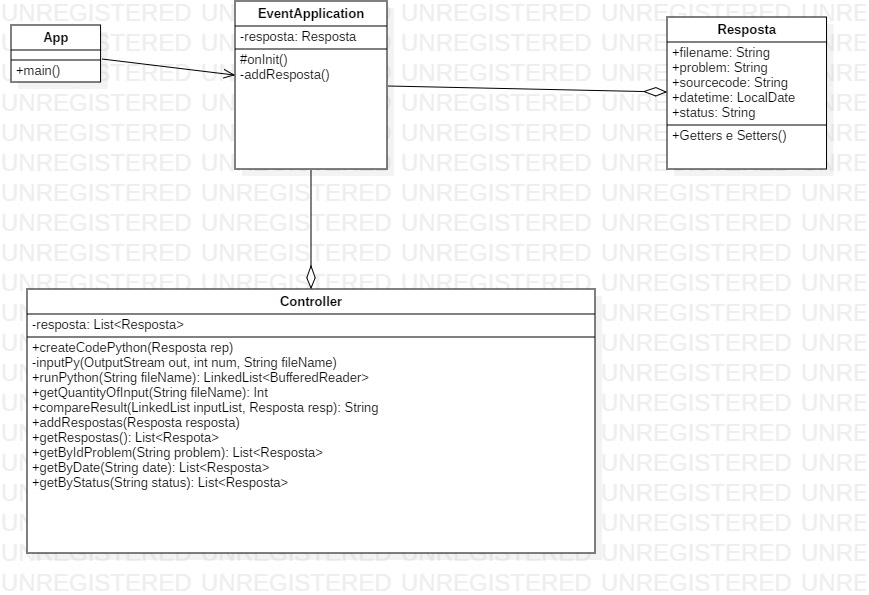 App
+main()
EventApplication
-resposta: Resposta
#onInit()
-addResposta()
Resposta
+filename: String
+problem: String
+sourcecode: String
+datetime: LocalDate
+status: String
+Getters e Setters()
Controller
-resposta: List<Resposta>
+createCodePython(Resposta rep)
-inputPy(OutputStream out, int num, String fileName)
+runPython(String fileName): LinkedList<BufferedReader>
+getQuantityOfInput(String fileName): Int
+compareResult(LinkedList inputList, Resposta resp): String
+addRespostas(Resposta resposta)
+getRespostas(): List<Respota>
+getByIdProblem(String problem): List<Resposta>
+getByDate(String date): List<Resposta>
+getByStatus(String status): List<Resposta>
UNREGISTERED